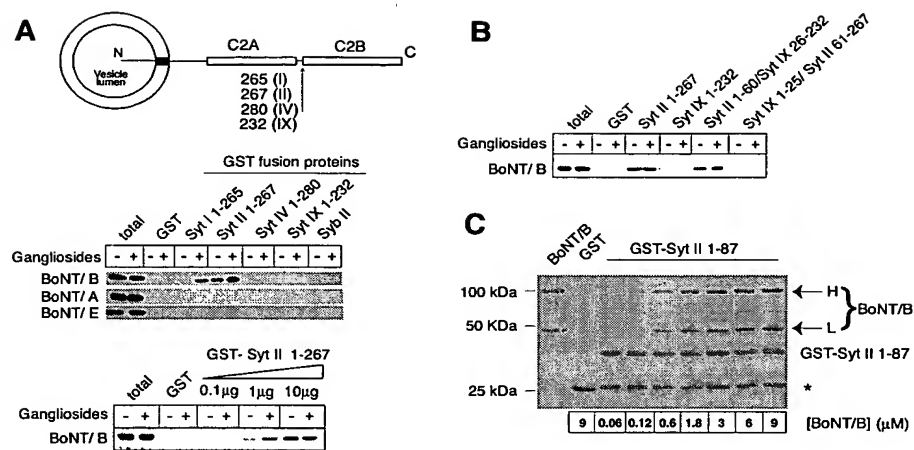 A
N
Vesicle
lumen
C2A
C2B
C
265 (I)
267 (II)
280 (IV)
232 (IX)
GST fusion proteins
total
GST
Syt I 1-265
Syt II 1-267
Syt IV 1-280
Syt IX 1-232
Syb II
Gangliosides - + - + - + - + - + - + - +
BoNT/ B
BoNT/ A
BoNT/ E
GST- Syt II 1-267
total
GST
0.1µg 1µg 10µg
Gangliosides - + - + - + - + - +
BoNT/ B
B
total
GST
Syt II 1-267
Syt IX 1-232
Syt II 1-60/Syt IX 26-232
Syt IX 1-25/ Syt II 61-267
Gangliosides - + - + - + - + - + - +
BoNT/ B
C
BoNT/B
GST
GST-Syt II 1-87
100 kDa
H
BoNT/B
50 KDa
L
GST-Syt II 1-87
25 kDa
*
9 0.06 0.12 0.6 1.8 3 6 9 [BoNT/B] (µM)